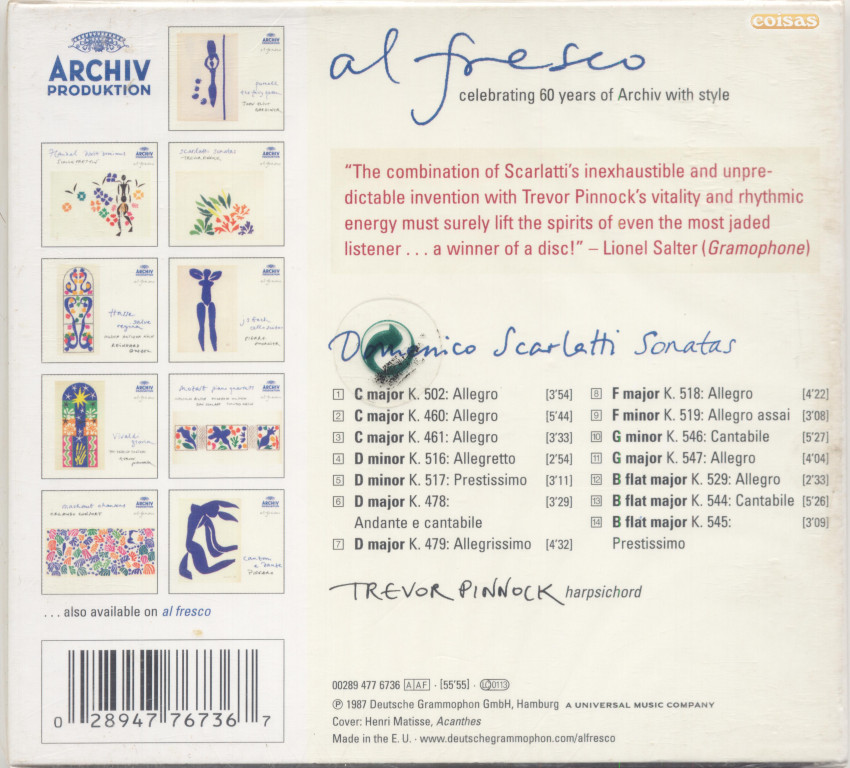 coisas
ARCHIV
PRODUKTION
al fresco
celebrating 60 years of Archiv with style
"The combination of Scarlatti's inexhaustible and unpre-
dictable invention with Trevor Pinnock's vitality and rhythmic
energy must surely lift the spirits of even the most jaded
listener . . . a winner of a disc!" – Lionel Salter (Gramophone)
Domenico Scarlatti Sonatas
1 C major K. 502: Allegro [3'54]
2 C major K. 460: Allegro [5'44]
3 C major K. 461: Allegro [3'33]
4 D minor K. 516: Allegretto [2'54]
5 D minor K. 517: Prestissimo [3'11]
6 D major K. 478: [3'29]
Andante e cantabile
7 D major K. 479: Allegrissimo [4'32]
8 F major K. 518: Allegro [4'22]
9 F minor K. 519: Allegro assai [3'08]
10 G minor K. 546: Cantabile [5'27]
11 G major K. 547: Allegro [4'04]
12 B flat major K. 529: Allegro [2'33]
13 B flat major K. 544: Cantabile [5'26]
14 B flat major K. 545: [3'09]
Prestissimo
TREVOR PINNOCK harpsichord
. . . also available on al fresco
0 28947 76736 7
00289 477 6736 AAF · [55'55] · LC0113
℗ 1987 Deutsche Grammophon GmbH, Hamburg A UNIVERSAL MUSIC COMPANY
Cover: Henri Matisse, Acanthes
Made in the E. U. · www.deutschegrammophon.com/alfresco